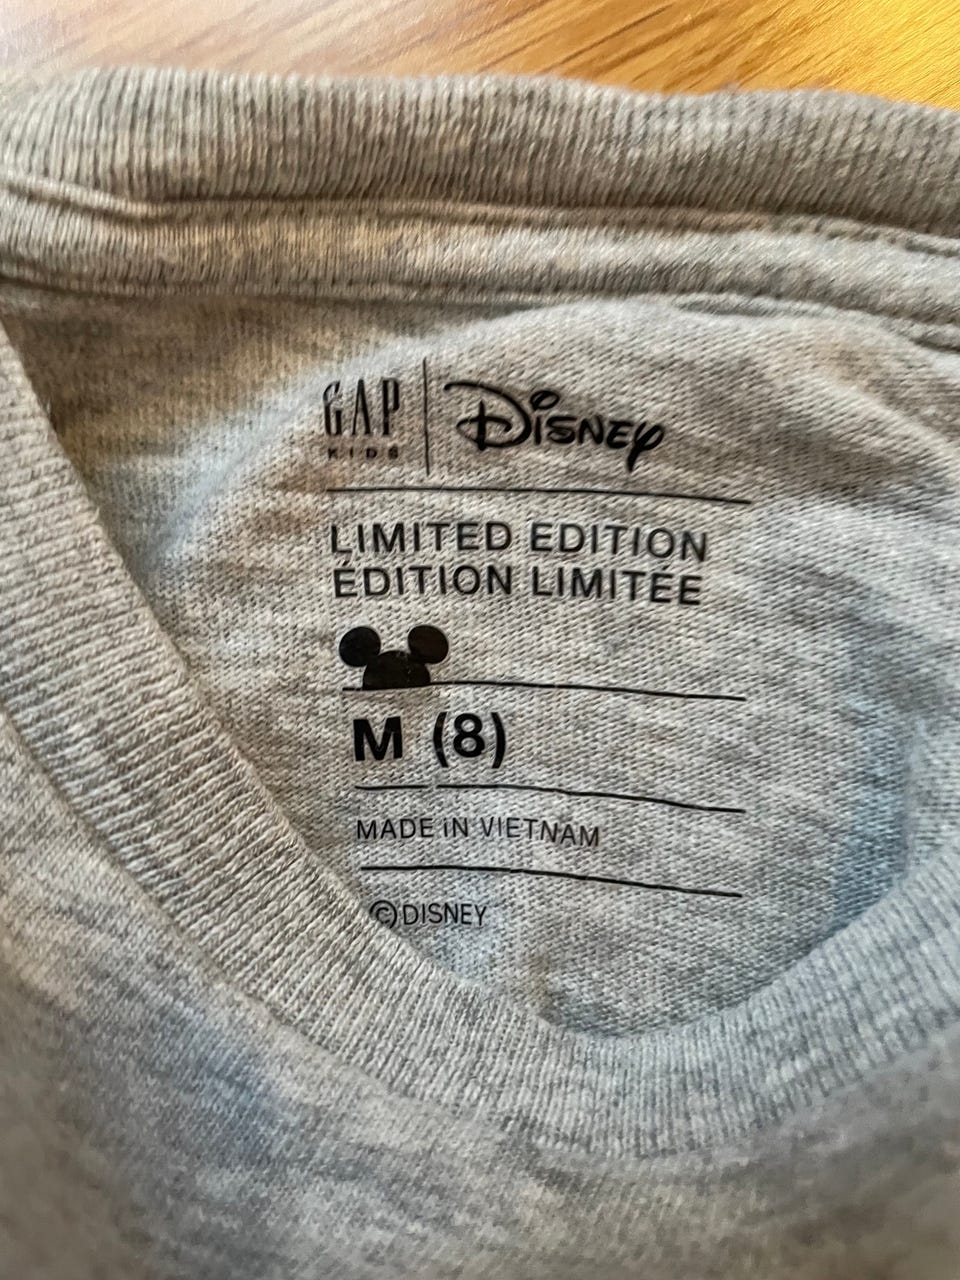 GAP KIDS | DISNEY
LIMITED EDITION
ÉDITION LIMITÉE
M (8)
MADE IN VIETNAM
©DISNEY